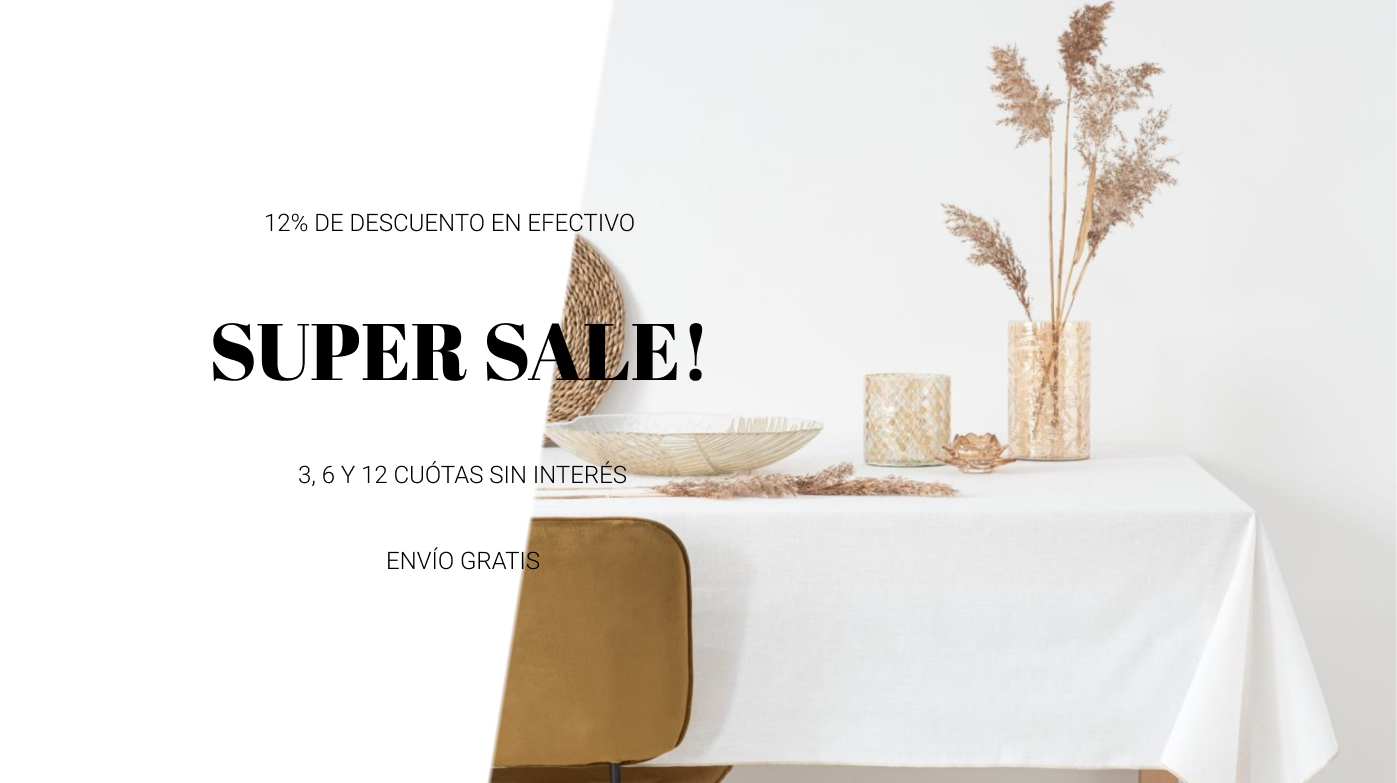 12% DE DESCUENTO EN EFECTIVO
SUPER SALE!
3, 6 Y 12 CUÓTAS SIN INTERÉS
ENVÍO GRATIS